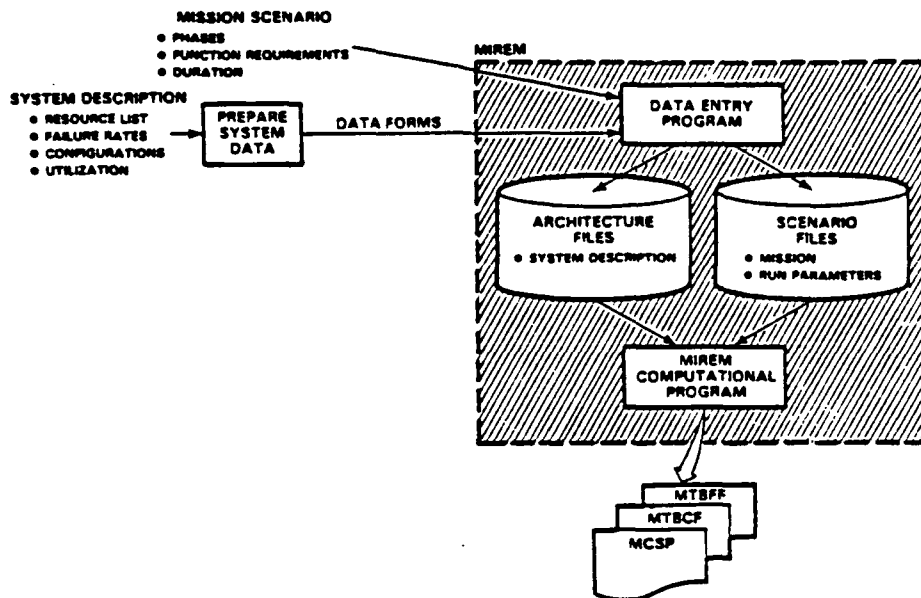 MISSION SCENARIO
• PHASES
• FUNCTION REQUIREMENTS
• DURATION
MIREM
SYSTEM DESCRIPTION
• RESOURCE LIST
• FAILURE RATES
• CONFIGURATIONS
• UTILIZATION
PREPARE
SYSTEM
DATA
DATA FORMS
DATA ENTRY
PROGRAM
ARCHITECTURE
FILES
• SYSTEM DESCRIPTION
SCENARIO
FILES
• MISSION
• RUN PARAMETERS
MIREM
COMPUTATIONAL
PROGRAM
MTBFF
MTBCF
MCSP